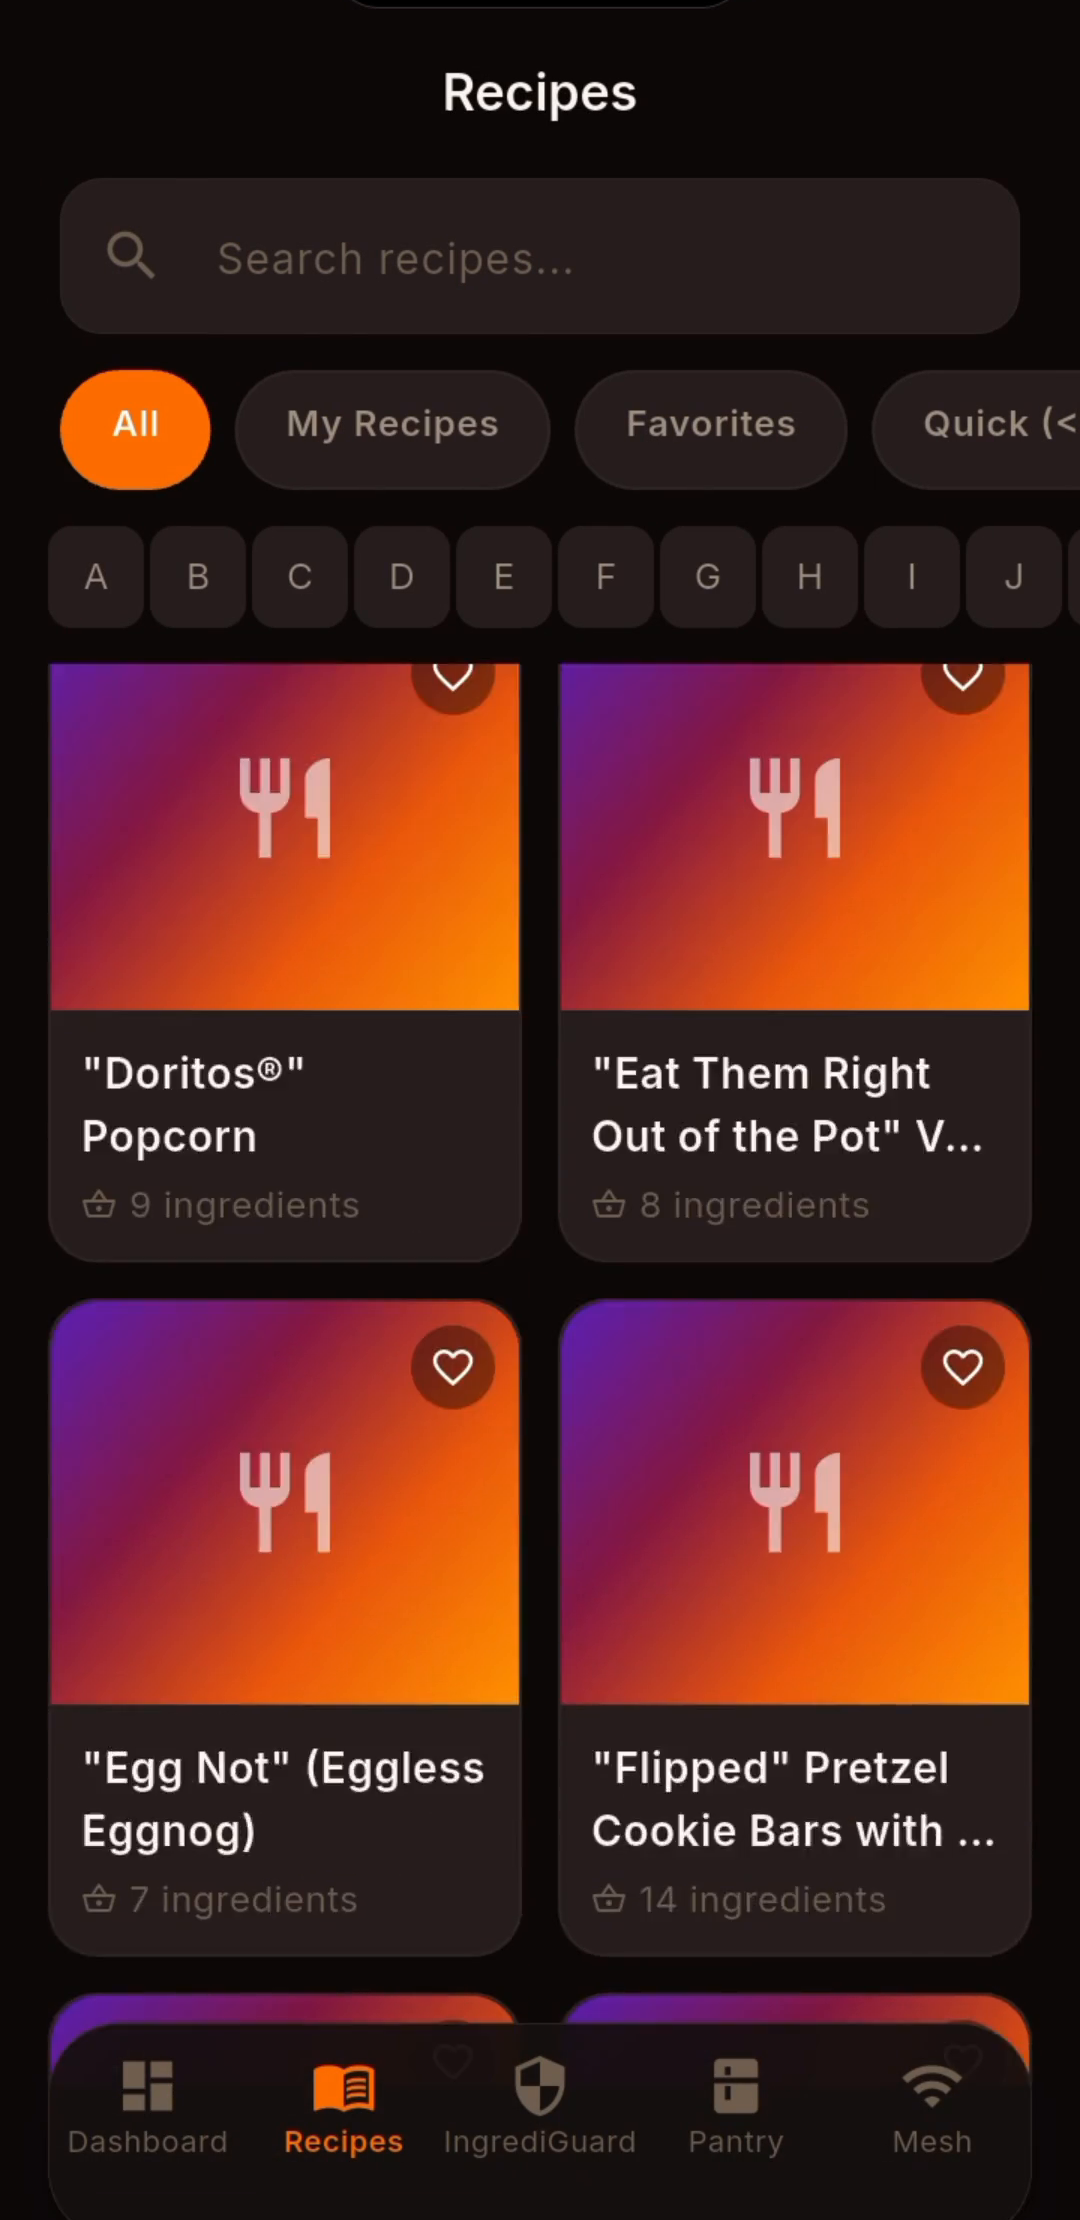 Recipes
Search recipes...
All
My Recipes
Favorites
Quick (<
A B C D E F G H I J
"Doritos®"
Popcorn
9 ingredients
"Eat Them Right
Out of the Pot" V...
8 ingredients
"Egg Not" (Eggless
Eggnog)
7 ingredients
"Flipped" Pretzel
Cookie Bars with ...
14 ingredients
Dashboard
Recipes
IngrediGuard
Pantry
Mesh